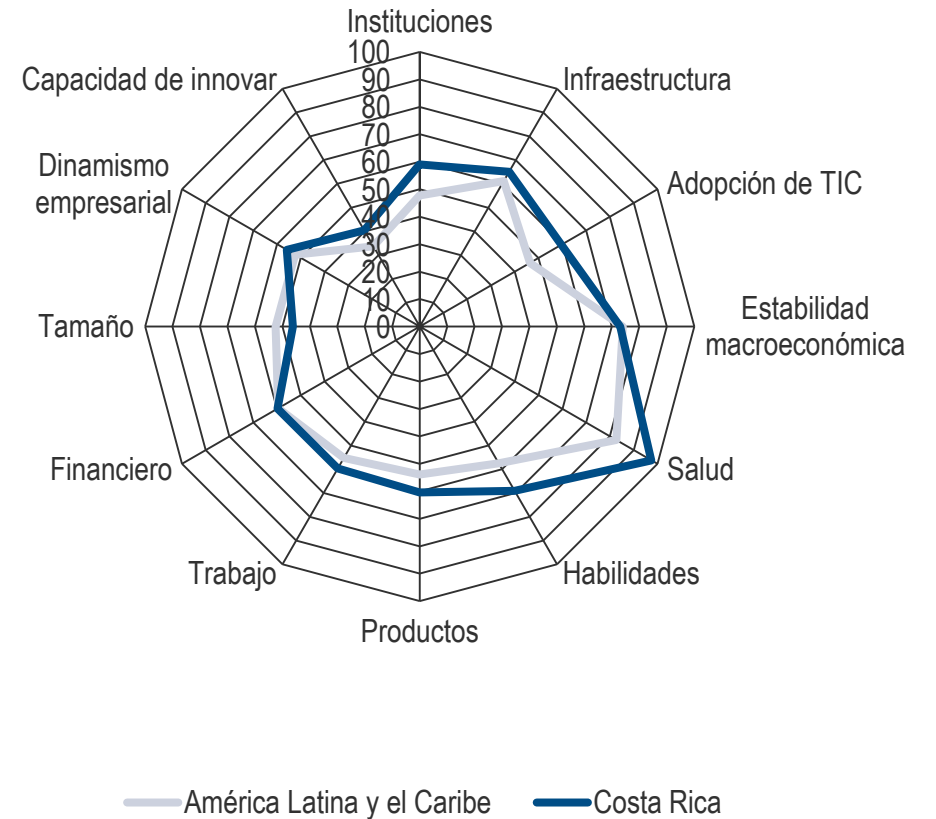 Instituciones
100
90
80
70
60
50
40
30
20
10
0
Infraestructura
Adopción de TIC
Estabilidad
macroeconómica
Salud
Habilidades
Productos
Trabajo
Financiero
Tamaño
Dinamismo
empresarial
Capacidad de innovar
América Latina y el Caribe
Costa Rica